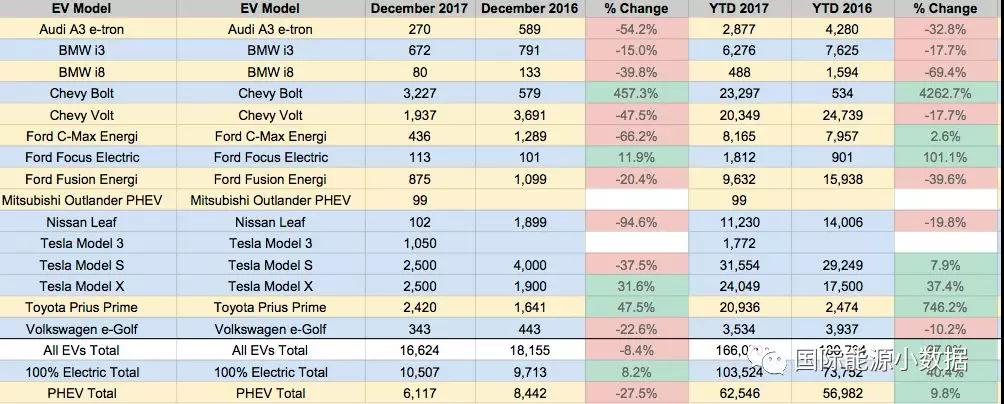 EV Model EV Model December 2017 December 2016 % Change YTD 2017 YTD 2016 % Change
Audi A3 e-tron Audi A3 e-tron 270 589 -54.2% 2,877 4,280 -32.8%
BMW i3 BMW i3 672 791 -15.0% 6,276 7,625 -17.7%
BMW i8 BMW i8 80 133 -39.8% 488 1,594 -69.4%
Chevy Bolt Chevy Bolt 3,227 579 457.3% 23,297 534 4262.7%
Chevy Volt Chevy Volt 1,937 3,691 -47.5% 20,349 24,739 -17.7%
Ford C-Max Energi Ford C-Max Energi 436 1,289 -66.2% 8,165 7,957 2.6%
Ford Focus Electric Ford Focus Electric 113 101 11.9% 1,812 901 101.1%
Ford Fusion Energi Ford Fusion Energi 875 1,099 -20.4% 9,632 15,938 -39.6%
Mitsubishi Outlander PHEV Mitsubishi Outlander PHEV 99 99
Nissan Leaf Nissan Leaf 102 1,899 -94.6% 11,230 14,006 -19.8%
Tesla Model 3 Tesla Model 3 1,050 1,772
Tesla Model S Tesla Model S 2,500 4,000 -37.5% 31,554 29,249 7.9%
Tesla Model X Tesla Model X 2,500 1,900 31.6% 24,049 17,500 37.4%
Toyota Prius Prime Toyota Prius Prime 2,420 1,641 47.5% 20,936 2,474 746.2%
Volkswagen e-Golf Volkswagen e-Golf 343 443 -22.6% 3,534 3,937 -10.2%
All EVs Total All EVs Total 16,624 18,155 -8.4%
国际能源小数据
100% Electric Total 100% Electric Total 10,507 9,713 8.2% 103,524 73,752 40.4%
PHEV Total PHEV Total 6,117 8,442 -27.5% 62,546 56,982 9.8%